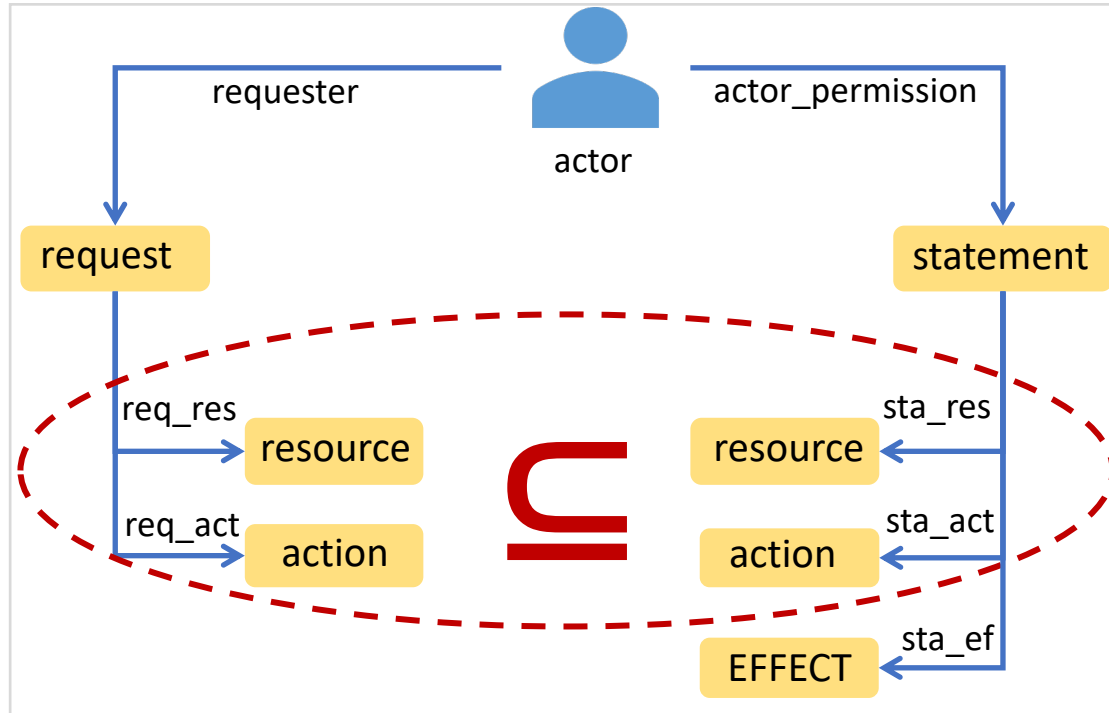 requester
actor_permission
actor
request
statement
req_res
sta_res
resource
⊆
resource
req_act
sta_act
action
action
sta_ef
EFFECT